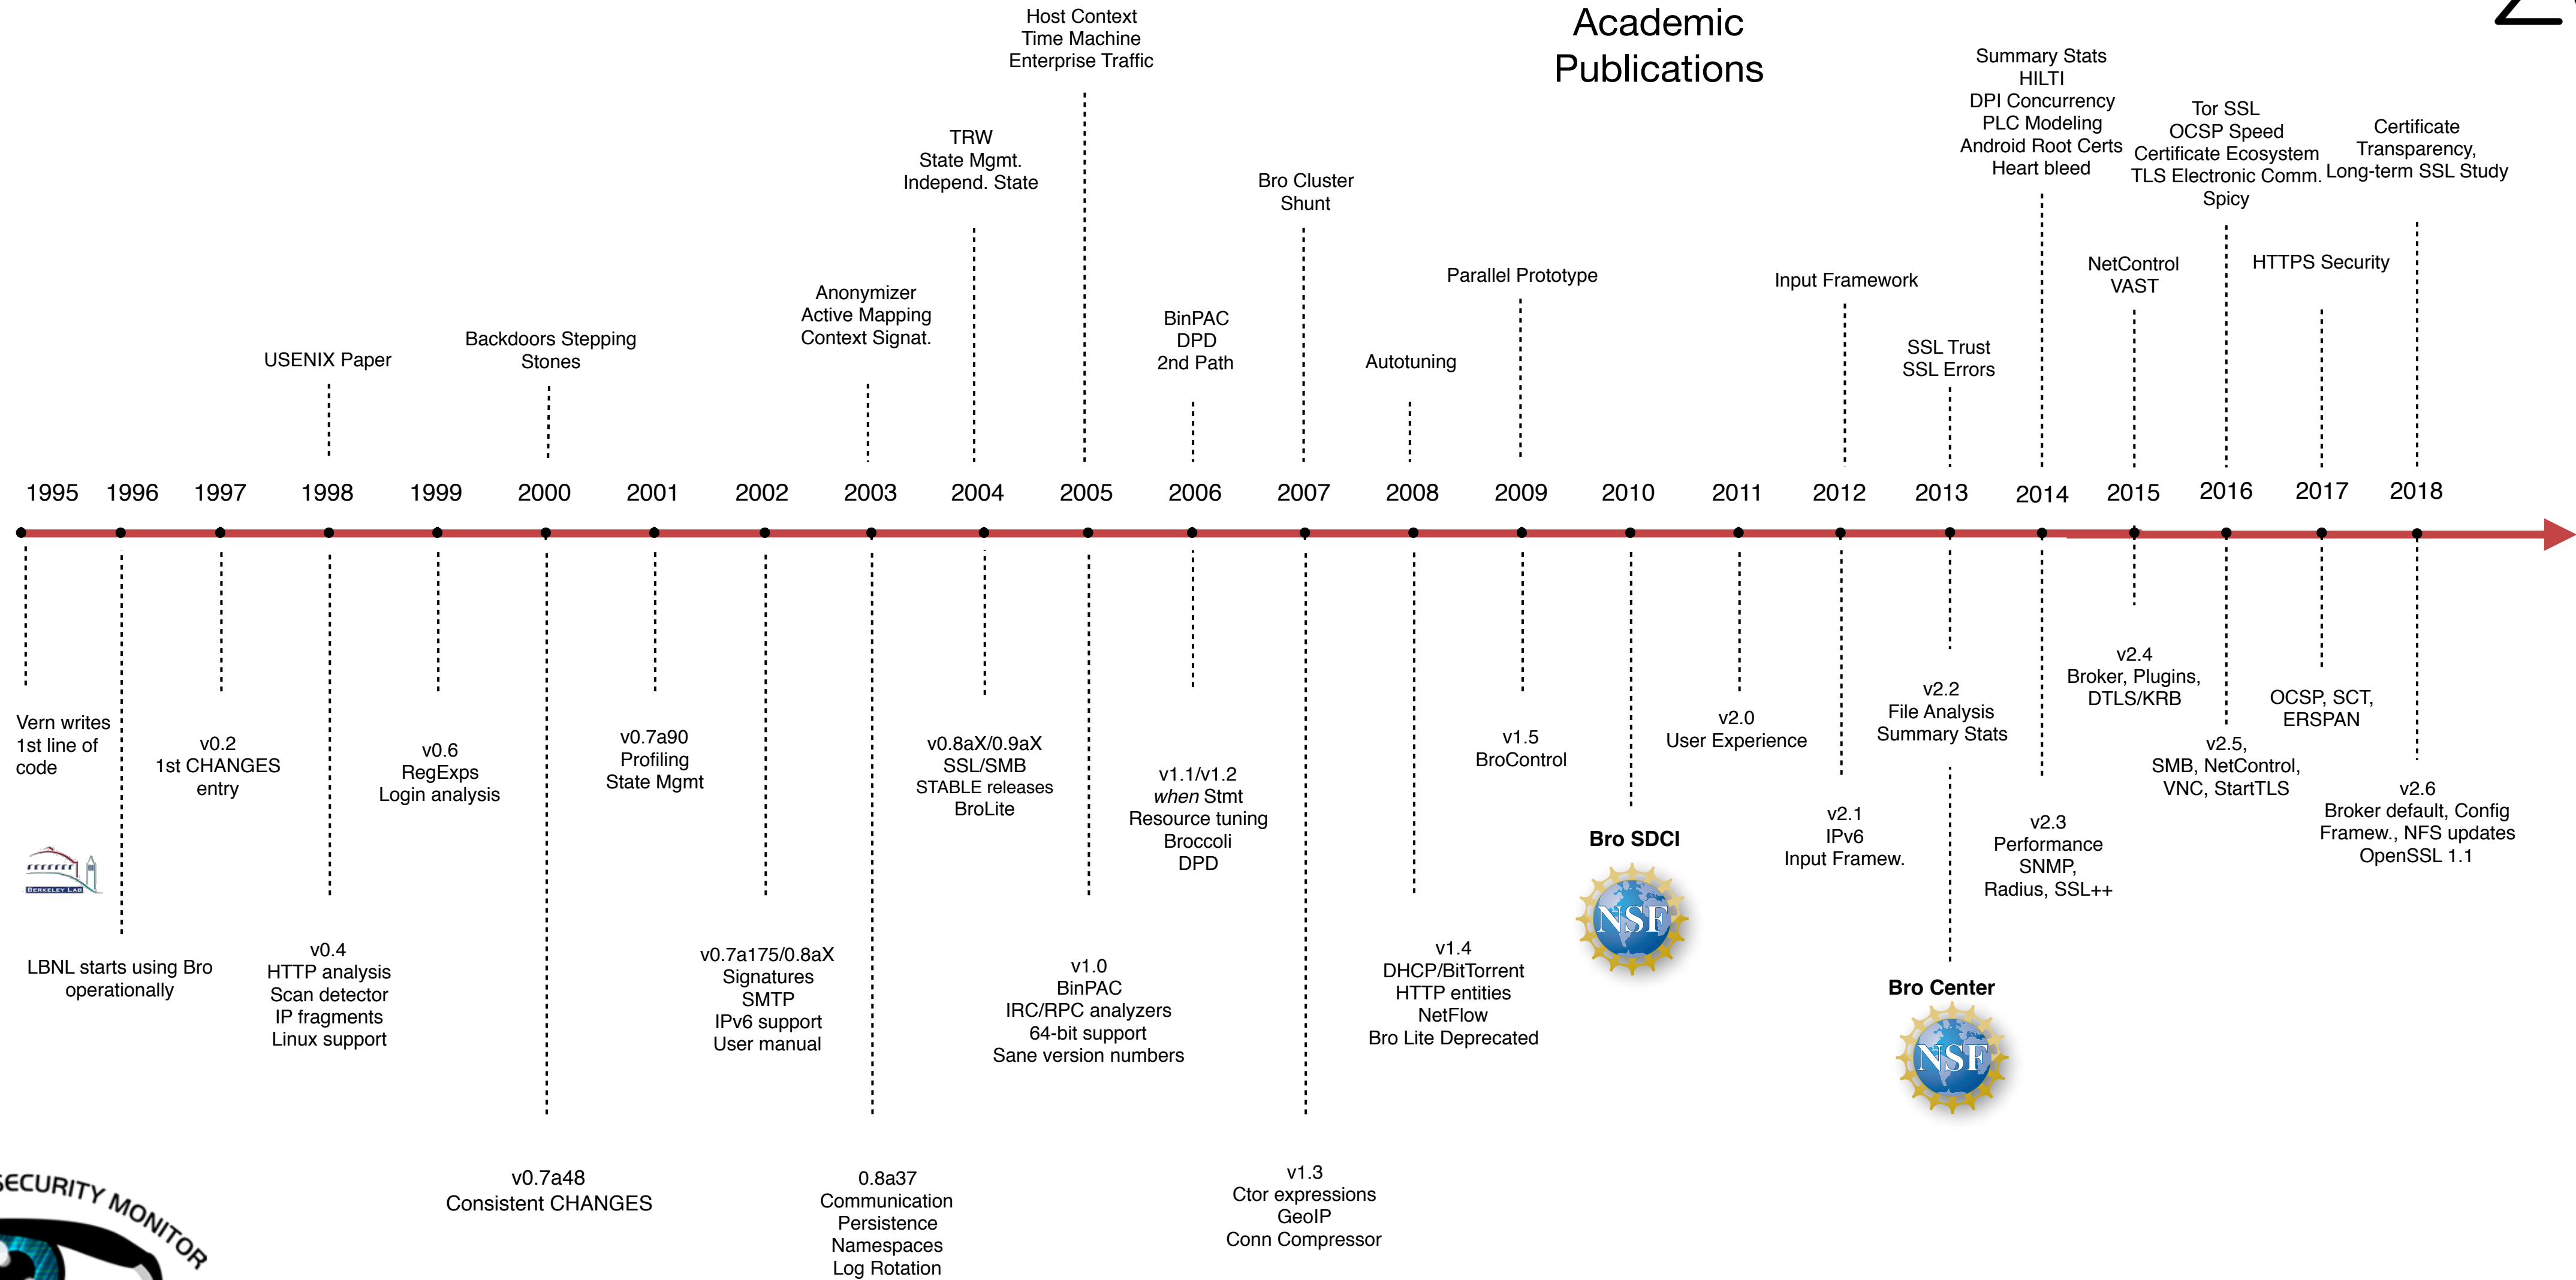 Academic
Publications
Host Context
Time Machine
Enterprise Traffic
Summary Stats
HILTI
DPI Concurrency
PLC Modeling
Android Root Certs
Heart bleed
Tor SSL
OCSP Speed
Certificate Ecosystem
TLS Electronic Comm.
Spicy
Certificate
Transparency,
Long-term SSL Study
TRW
State Mgmt.
Independ. State
Bro Cluster
Shunt
NetControl
VAST
HTTPS Security
Parallel Prototype
Input Framework
Anonymizer
Active Mapping
Context Signat.
BinPAC
DPD
2nd Path
Backdoors Stepping
Stones
USENIX Paper
Autotuning
SSL Trust
SSL Errors
1995 1996 1997 1998 1999 2000 2001 2002 2003 2004 2005 2006 2007 2008 2009 2010 2011 2012 2013 2014 2015 2016 2017 2018
Vern writes
1st line of
code
BERKELEY LAB
LBNL starts using Bro
operationally
v0.2
1st CHANGES
entry
v0.4
HTTP analysis
Scan detector
IP fragments
Linux support
v0.6
RegExps
Login analysis
v0.7a48
Consistent CHANGES
v0.7a90
Profiling
State Mgmt
v0.7a175/0.8aX
Signatures
SMTP
IPv6 support
User manual
0.8a37
Communication
Persistence
Namespaces
Log Rotation
v0.8aX/0.9aX
SSL/SMB
STABLE releases
BroLite
v1.0
BinPAC
IRC/RPC analyzers
64-bit support
Sane version numbers
v1.1/v1.2
when Stmt
Resource tuning
Broccoli
DPD
v1.3
Ctor expressions
GeoIP
Conn Compressor
v1.4
DHCP/BitTorrent
HTTP entities
NetFlow
Bro Lite Deprecated
v1.5
BroControl
Bro SDCI
NSF
v2.0
User Experience
v2.1
IPv6
Input Framew.
v2.2
File Analysis
Summary Stats
Bro Center
NSF
v2.3
Performance
SNMP,
Radius, SSL++
v2.4
Broker, Plugins,
DTLS/KRB
v2.5,
SMB, NetControl,
VNC, StartTLS
OCSP, SCT,
ERSPAN
v2.6
Broker default, Config
Framew., NFS updates
OpenSSL 1.1
SECURITY MONITOR